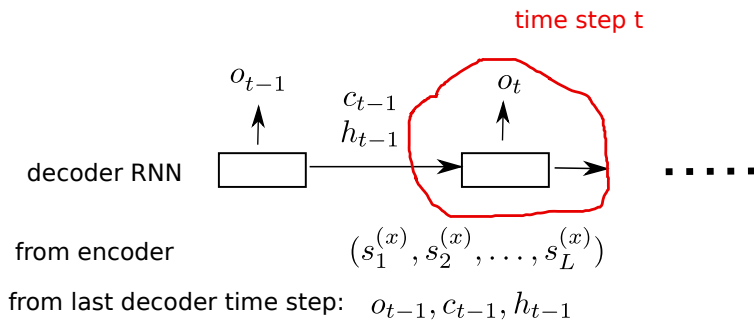 time step t
o_{t−1}
o_t
c_{t−1}
h_{t−1}
decoder RNN
.....
from encoder (s_1^{(x)}, s_2^{(x)}, . . . , s_L^{(x)})
from last decoder time step: o_{t−1}, c_{t−1}, h_{t−1}